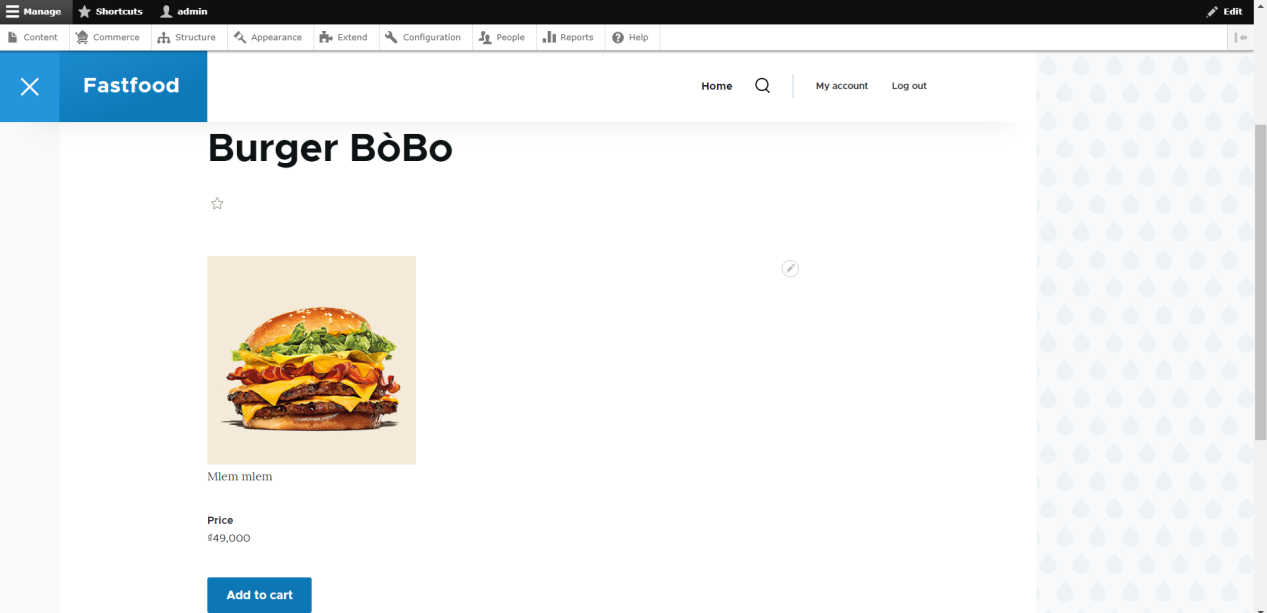 Manage Shortcuts admin Edit
Content Commerce Structure Appearance Extend Configuration People Reports Help
Fastfood Home My account Log out
Burger BòBo
Mlem mlem
Price
₫49,000
Add to cart